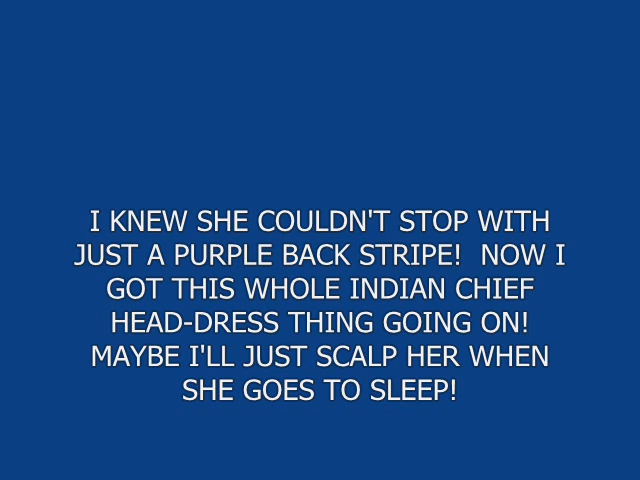 I KNEW SHE COULDN'T STOP WITH
JUST A PURPLE BACK STRIPE!  NOW I
GOT THIS WHOLE INDIAN CHIEF
HEAD-DRESS THING GOING ON!
MAYBE I'LL JUST SCALP HER WHEN
SHE GOES TO SLEEP!